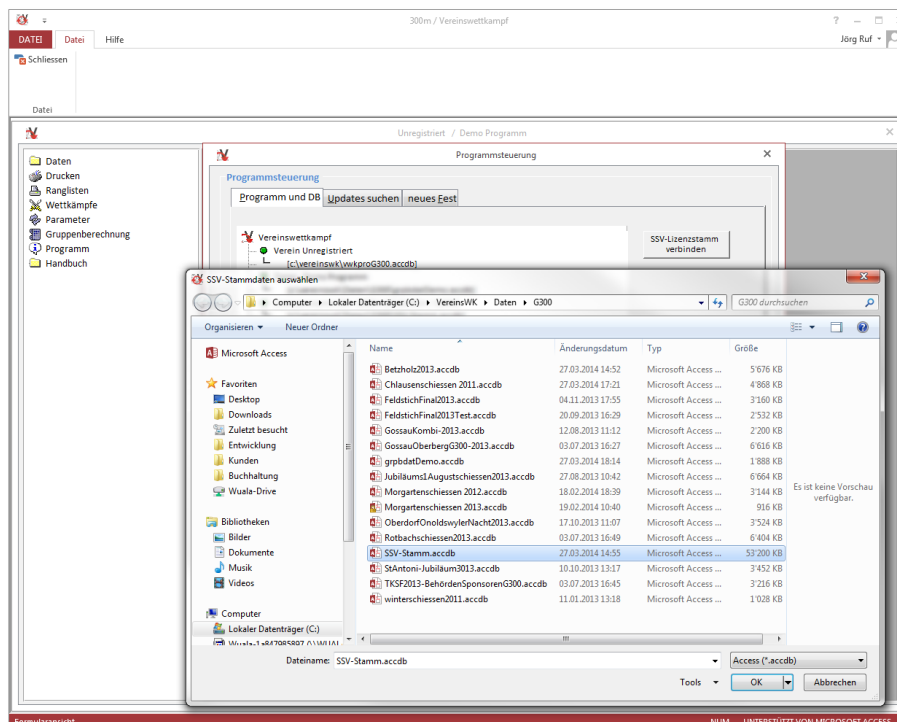 300m / Vereinswettkampf
?
DATEI Datei Hilfe Jörg Ruf
Schliessen
Datei
Unregistriert / Demo Programm
Daten
Drucken
Ranglisten
Wettkämpfe
Parameter
Gruppenberechnung
Programm
Handbuch
Programmsteuerung
Programmsteuerung
Programm und DB Updates suchen neues Fest
Vereinswettkampf
Verein Unregistriert
[c:\vereinswk\vwkproG300.accdb]
SSV-Lizenzstamm
verbinden
SSV-Stammdaten auswählen
Computer Lokaler Datenträger (C:) VereinsWK Daten G300
G300 durchsuchen
Organisieren Neuer Ordner
Microsoft Access
Favoriten
Desktop
Downloads
Zuletzt besucht
Entwicklung
Kunden
Buchhaltung
Wuala-Drive
Bibliotheken
Bilder
Dokumente
Musik
Videos
Computer
Lokaler Datenträger (C:)
Name Änderungsdatum Typ Größe
Betzholz2013.accdb 27.03.2014 14:52 Microsoft Access ... 5'676 KB
Chlausenschiessen 2011.accdb 27.03.2014 17:21 Microsoft Access ... 4'868 KB
FeldstichFinal2013.accdb 04.11.2013 17:55 Microsoft Access ... 3'160 KB
FeldstichFinal2013Test.accdb 20.09.2013 16:29 Microsoft Access ... 2'532 KB
GossauKombi-2013.accdb 12.08.2013 11:12 Microsoft Access ... 2'200 KB
GossauOberbergG300-2013.accdb 03.07.2013 16:27 Microsoft Access ... 6'616 KB
grpbdatDemo.accdb 27.03.2014 18:14 Microsoft Access ... 1'888 KB
Jubiläums1Augustschiessen2013.accdb 27.08.2013 10:42 Microsoft Access ... 6'664 KB
Morgartenschiessen 2012.accdb 18.02.2014 18:39 Microsoft Access ... 3'144 KB
Morgartenschiessen 2013.accdb 19.02.2014 10:40 Microsoft Access ... 916 KB
OberdorfOnoldswylerNacht2013.accdb 17.10.2013 11:07 Microsoft Access ... 3'524 KB
Rotbachschiessen2013.accdb 03.07.2013 16:49 Microsoft Access ... 6'404 KB
SSV-Stamm.accdb 27.03.2014 14:55 Microsoft Access ... 53'200 KB
StAntoni-Jubiläum3013.accdb 10.10.2013 13:17 Microsoft Access ... 3'452 KB
TKSF2013-BehördenSponsorenG300.accdb 03.07.2013 16:45 Microsoft Access ... 3'216 KB
winterschiessen2011.accdb 11.01.2013 13:18 Microsoft Access ... 1'028 KB
Es ist keine Vorschau
verfügbar.
Dateiname: SSV-Stamm.accdb Access (*.accdb)
Tools OK Abbrechen
Formularansicht NUM UNTERSTÜTZT VON MICROSOFT ACCESS